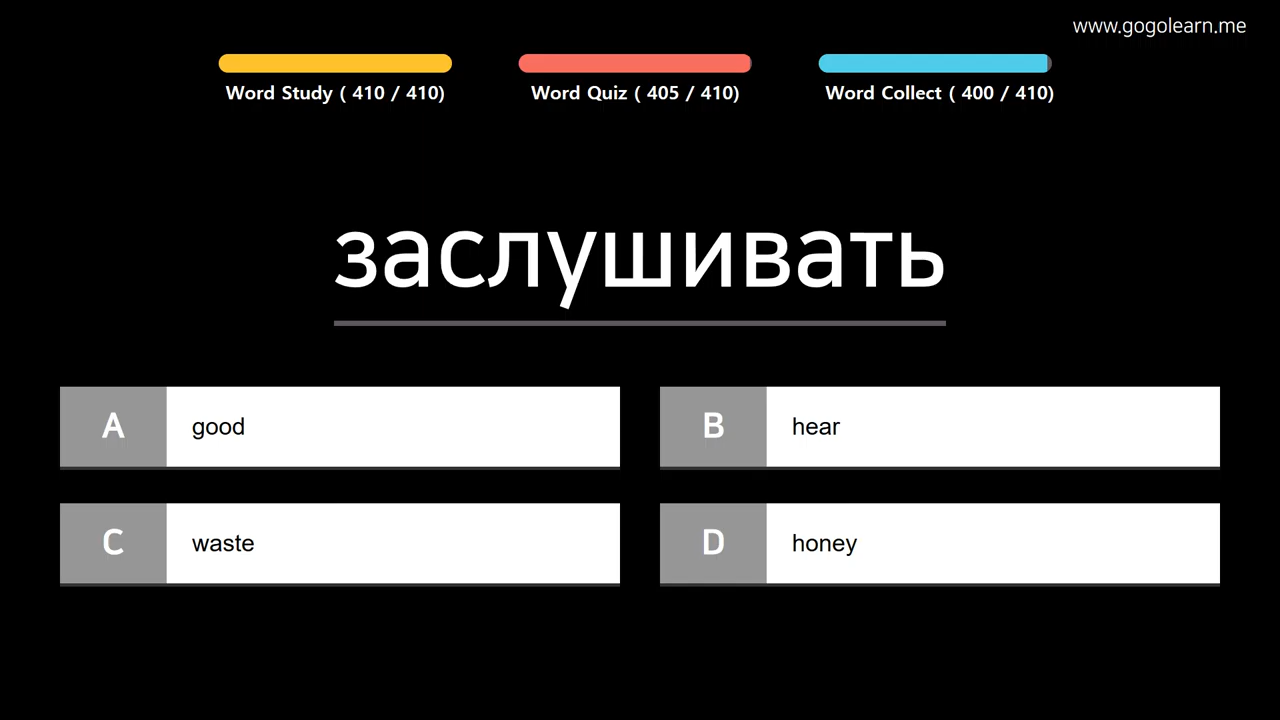 www.gogolearn.me
Word Study ( 410 / 410)
Word Quiz ( 405 / 410)
Word Collect ( 400 / 410)
заслушивать
A good
B hear
C waste
D honey